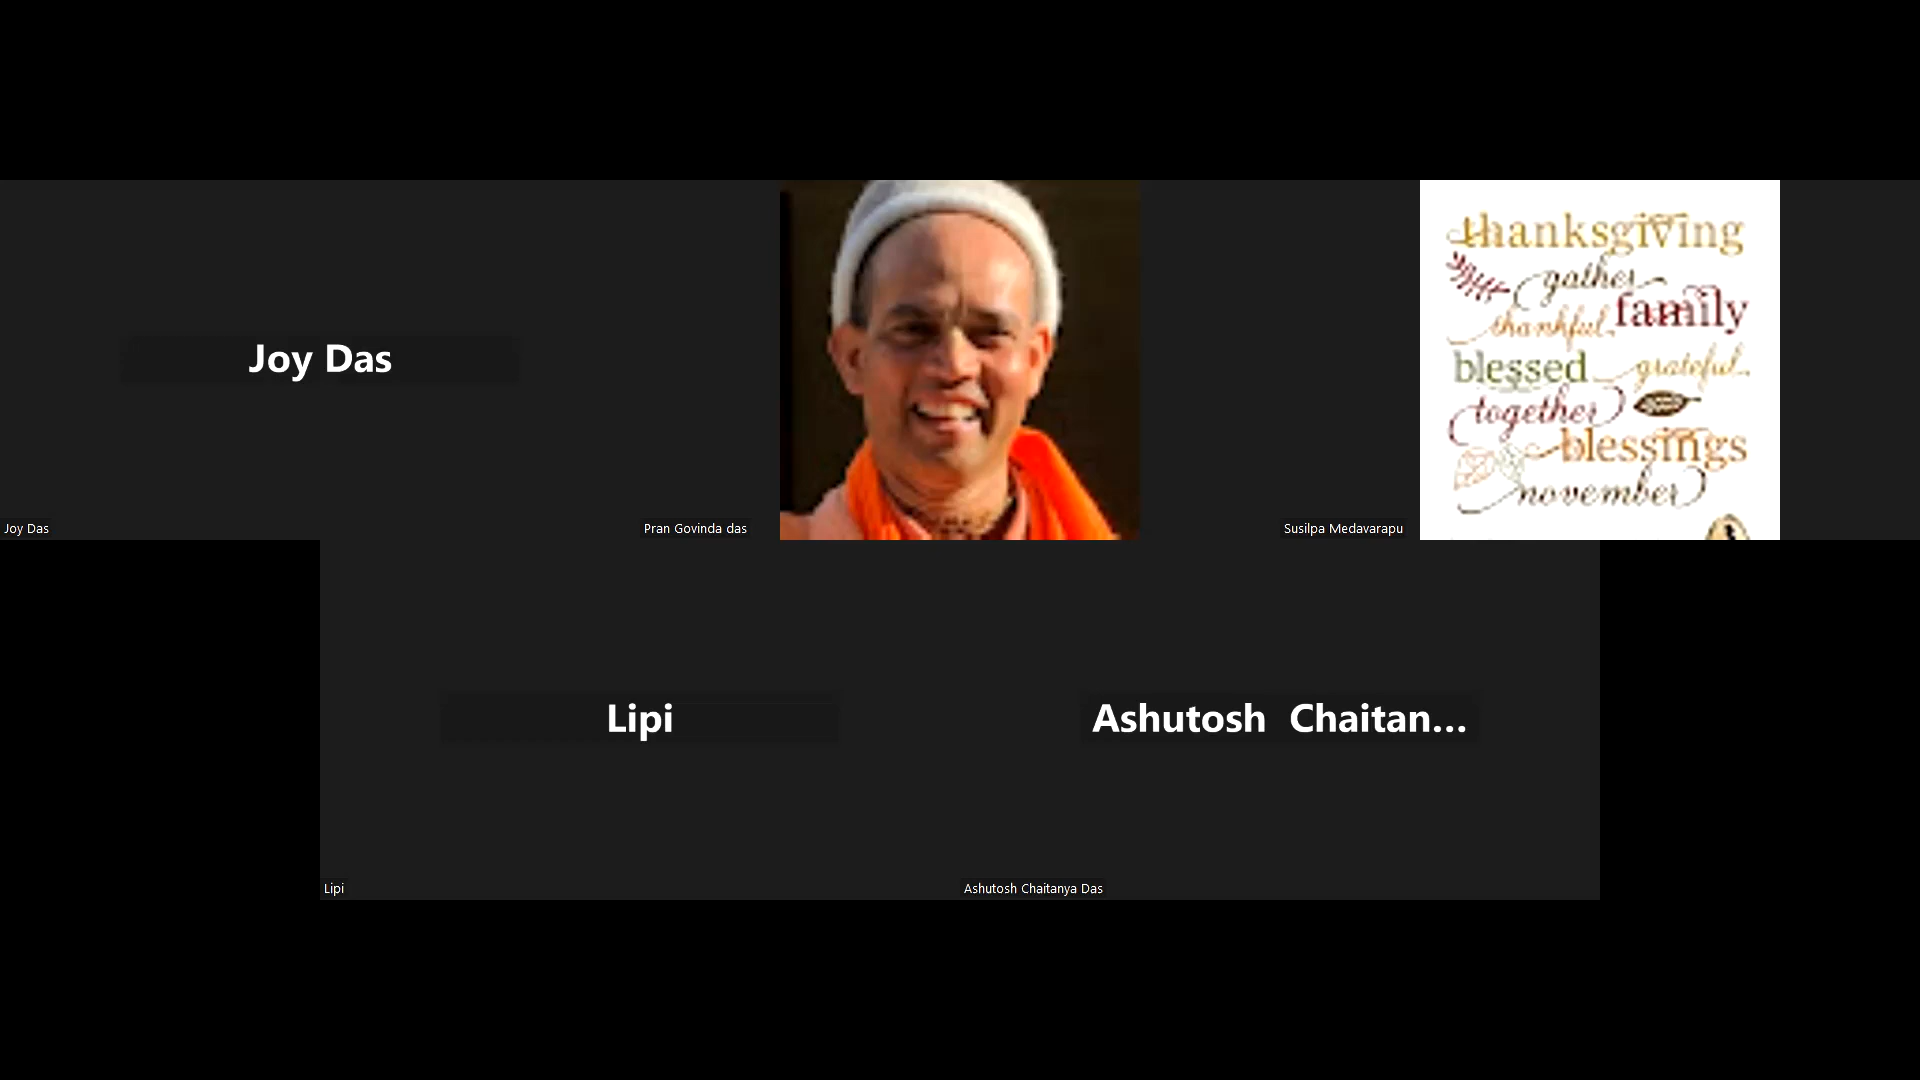 Joy Das
Joy Das
Pran Govinda das
Susilpa Medavarapu
thanksgiving
gather
thankful family
blessed grateful
together
blessings
november
Lipi
Lipi
Ashutosh  Chaitan...
Ashutosh Chaitanya Das